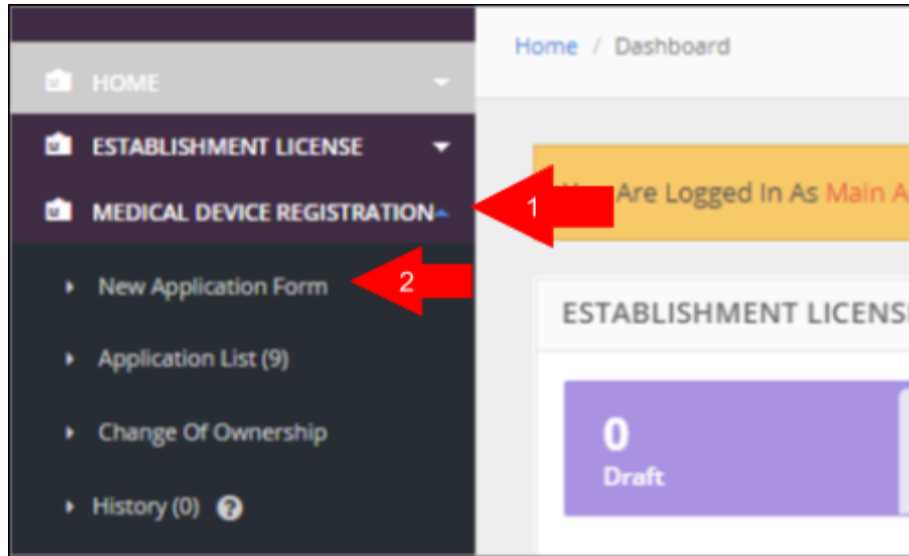 Home / Dashboard
HOME
ESTABLISHMENT LICENSE
MEDICAL DEVICE REGISTRATION
1
Are Logged In As Main A
New Application Form
2
ESTABLISHMENT LICENS
Application List (9)
Change Of Ownership
0
Draft
History (0) ?